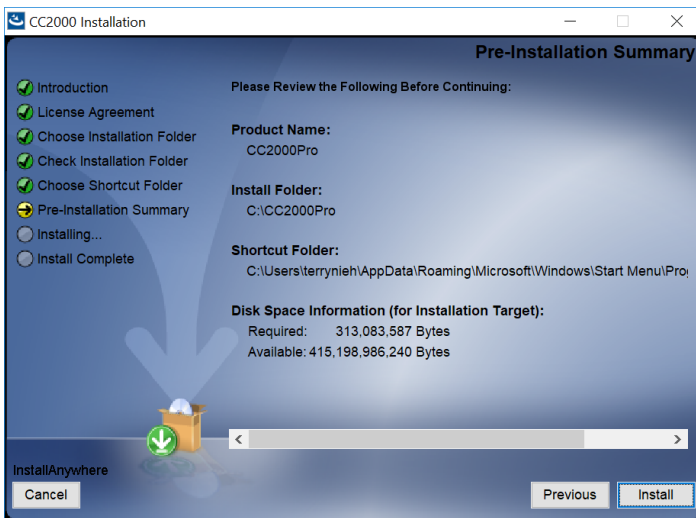 CC2000 Installation
Pre-Installation Summary
Introduction
License Agreement
Choose Installation Folder
Check Installation Folder
Choose Shortcut Folder
Pre-Installation Summary
Installing...
Install Complete
Please Review the Following Before Continuing:
Product Name:
CC2000Pro
Install Folder:
C:\CC2000Pro
Shortcut Folder:
C:\Users\terrynieh\AppData\Roaming\Microsoft\Windows\Start Menu\Pro
Disk Space Information (for Installation Target):
Required: 313,083,587 Bytes
Available: 415,198,986,240 Bytes
InstallAnywhere
Cancel
Previous
Install